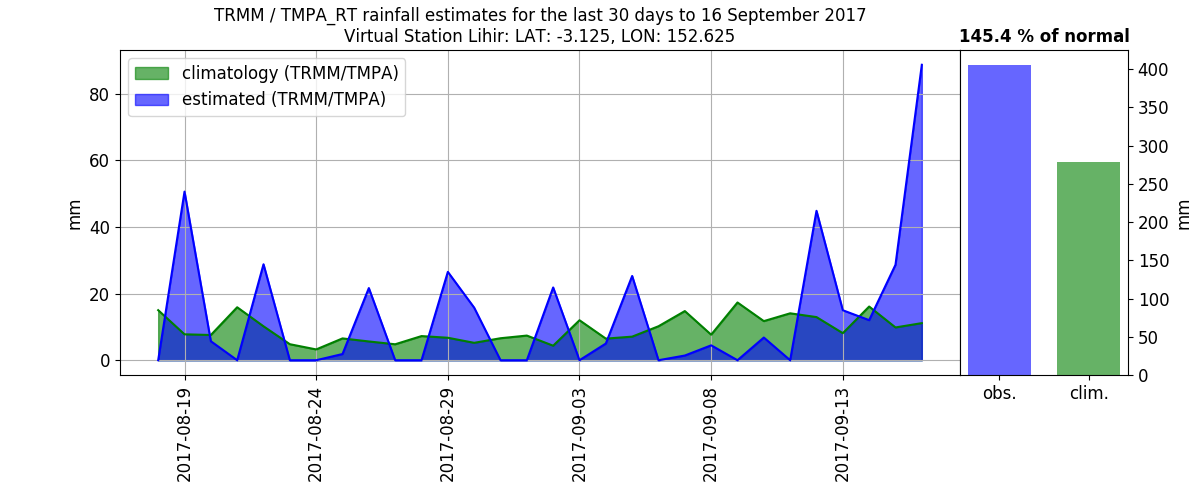 TRMM / TMPA_RT rainfall estimates for the last 30 days to 16 September 2017
Virtual Station Lihir: LAT: -3.125, LON: 152.625
145.4 % of normal
climatology (TRMM/TMPA)
estimated (TRMM/TMPA)
80
60
40
20
0
mm
2017-08-19
2017-08-24
2017-08-29
2017-09-03
2017-09-08
2017-09-13
400
350
300
250
200
150
100
50
0
mm
obs.
clim.